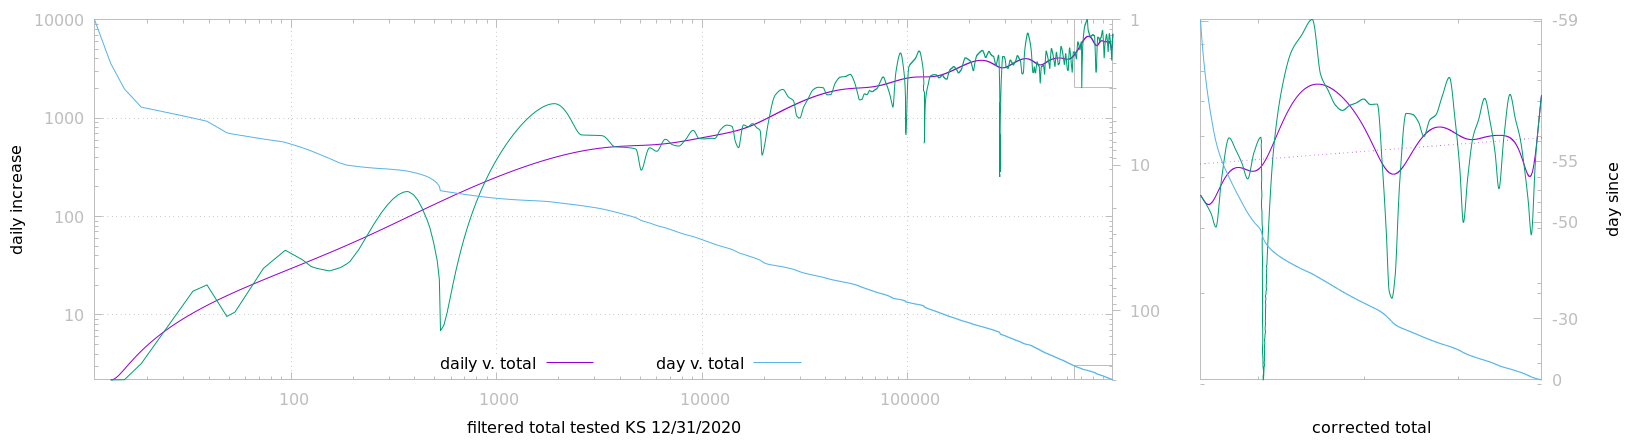 10000
1000
100
10
daily increase
100
1000
10000
100000
filtered total tested KS 12/31/2020
daily v. total
day v. total
1
10
100
-59
-55
-50
-30
0
day since
corrected total